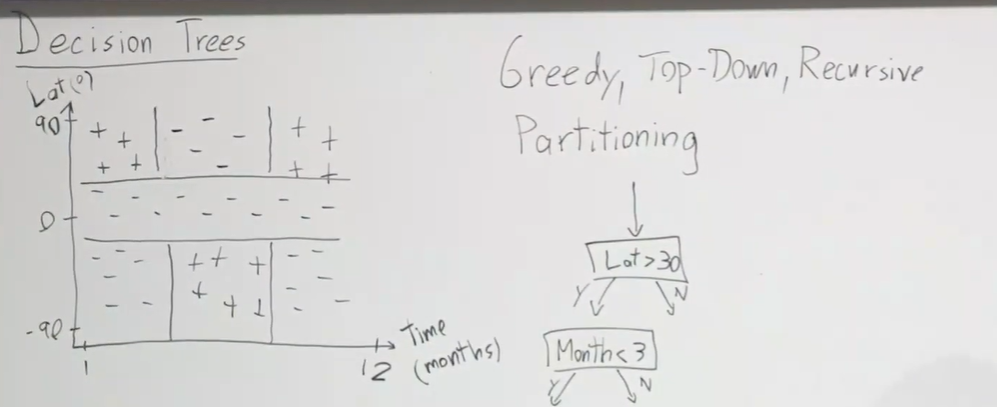 Decision Trees
Greedy, Top-Down, Recursive
Partitioning
Lat(°)
90
0
-90
1
12
Time
(months)
Lat>30
Y
N
Month<3
Y
N